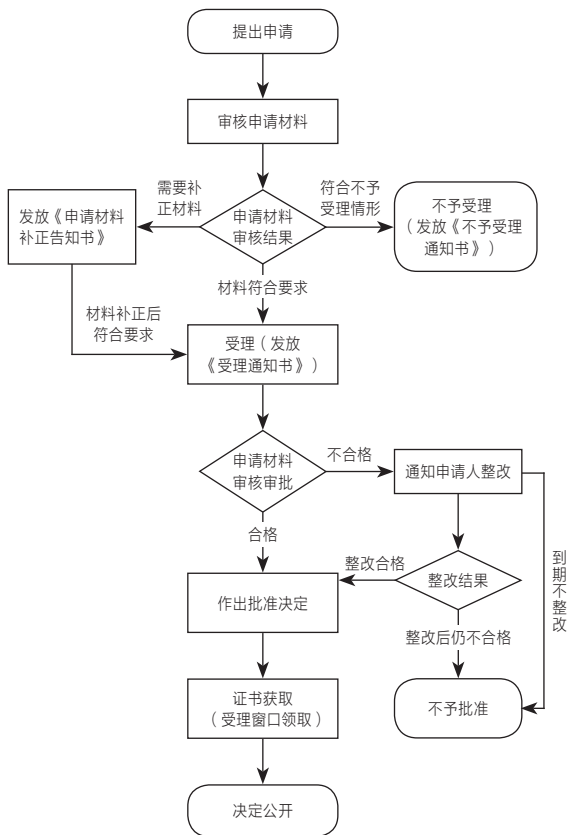 提出申请
审核申请材料
需要补
正材料
符合不予
受理情形
发放《申请材料
补正告知书》
申请材料
审核结果
不予受理
（发放《不予受理
通知书》）
材料符合要求
材料补正后
符合要求
受理（发放
《受理通知书》）
申请材料
审核审批
不合格
通知申请人整改
合格
整改合格
整改结果
到期不整改
作出批准决定
整改后仍不合格
证书获取
（受理窗口领取）
不予批准
决定公开